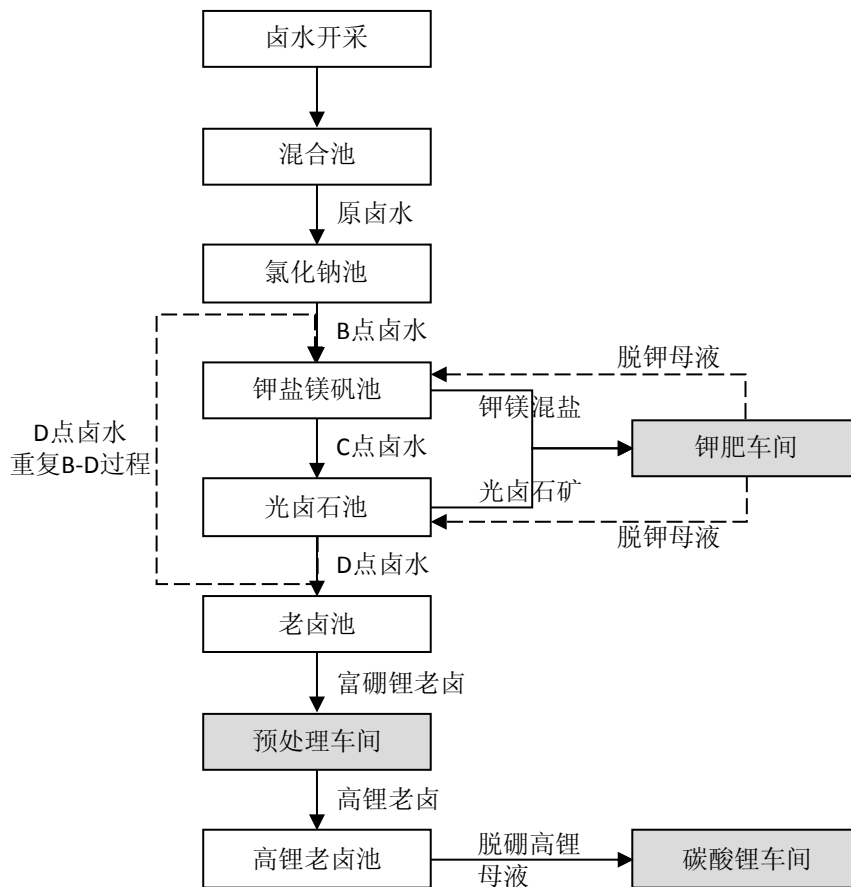 卤水开采
混合池
原卤水
氯化钠池
B点卤水
脱钾母液
钾盐镁矾池
钾镁混盐
D点卤水
重复B-D过程
C点卤水
钾肥车间
光卤石池
光卤石矿
脱钾母液
D点卤水
老卤池
富硼锂老卤
预处理车间
高锂老卤
高锂老卤池
脱硼高锂
母液
碳酸锂车间